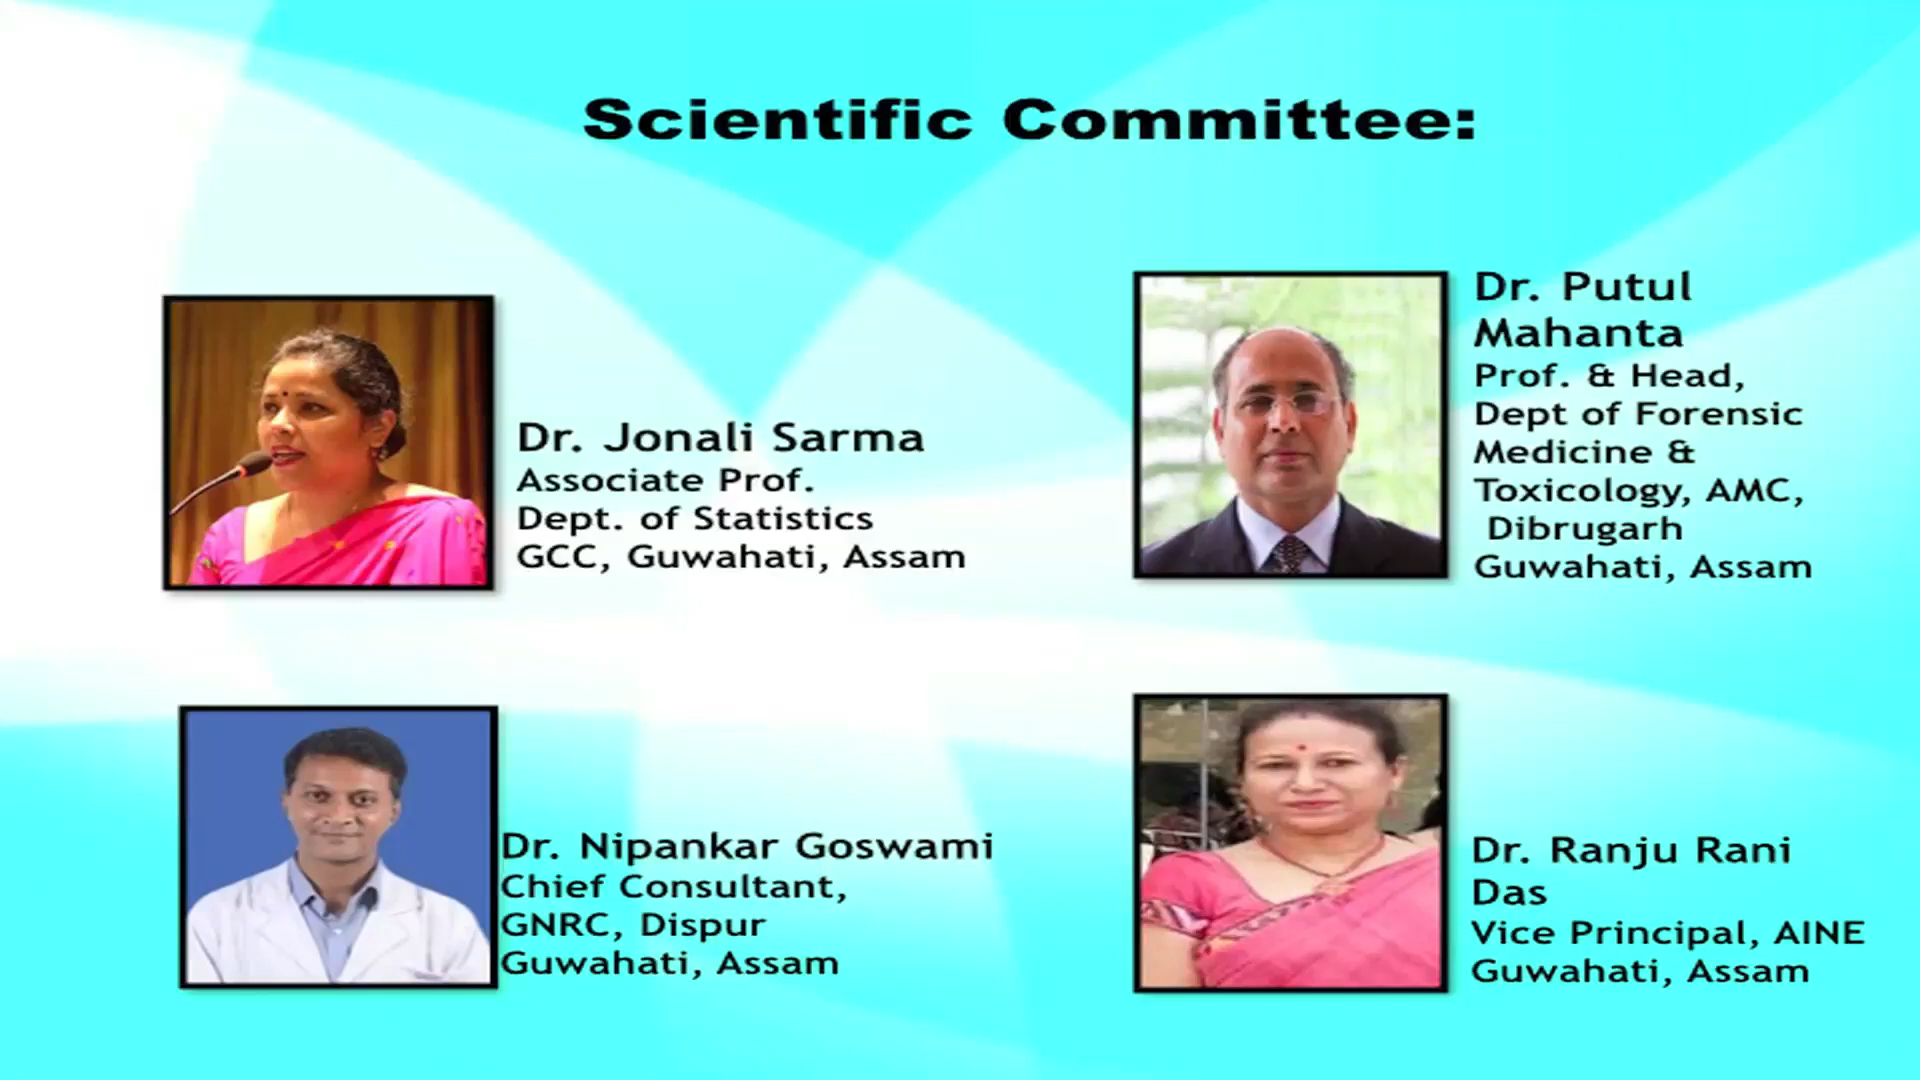 Scientific Committee:
Dr. Jonali Sarma
Associate Prof.
Dept. of Statistics
GCC, Guwahati, Assam
Dr. Putul
Mahanta
Prof. & Head,
Dept of Forensic
Medicine &
Toxicology, AMC,
Dibrugarh
Guwahati, Assam
Dr. Nipankar Goswami
Chief Consultant,
GNRC, Dispur
Guwahati, Assam
Dr. Ranju Rani
Das
Vice Principal, AINE
Guwahati, Assam